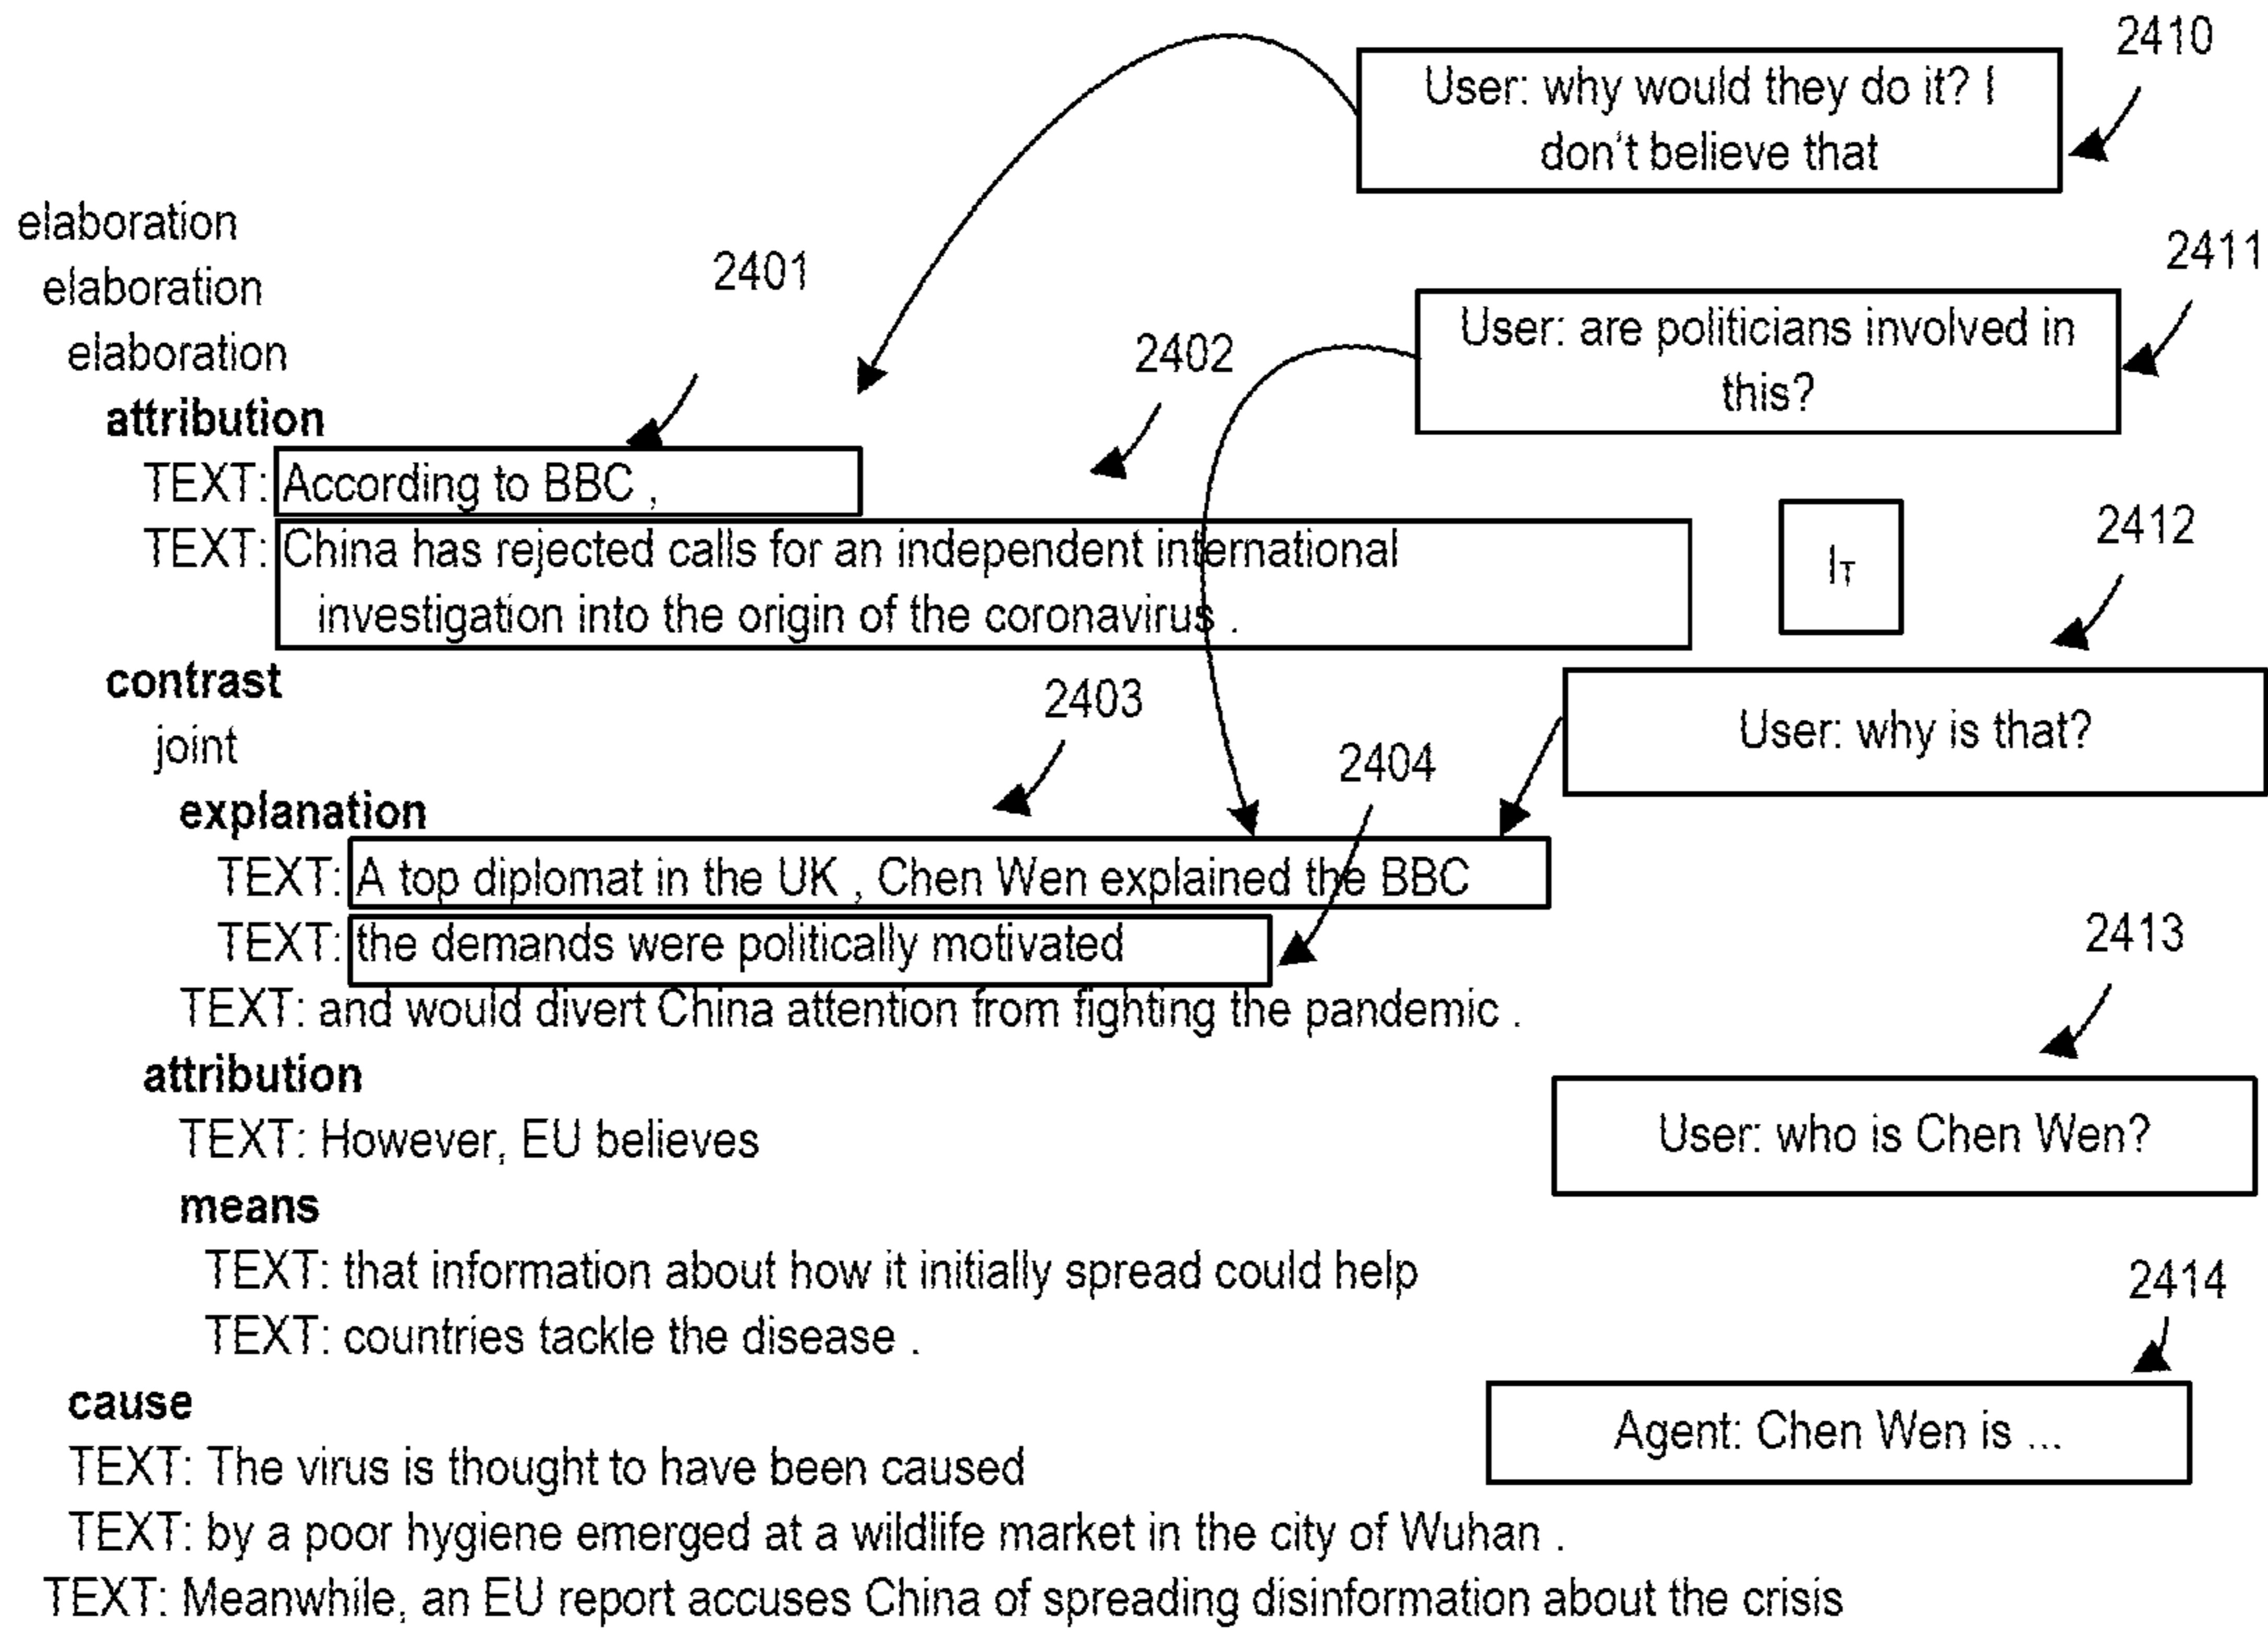 2410
User: why would they do it? I
don't believe that
elaboration
elaboration
elaboration
2401
2402
2411
User: are politicians involved in
this?
attribution
TEXT: According to BBC ,
TEXT: China has rejected calls for an independent international
investigation into the origin of the coronavirus .
I_T
2412
contrast
joint
2403
2404
User: why is that?
explanation
TEXT: A top diplomat in the UK , Chen Wen explained the BBC
TEXT: the demands were politically motivated
TEXT: and would divert China attention from fighting the pandemic .
2413
attribution
TEXT: However, EU believes
User: who is Chen Wen?
means
TEXT: that information about how it initially spread could help
TEXT: countries tackle the disease .
2414
cause
Agent: Chen Wen is ...
TEXT: The virus is thought to have been caused
TEXT: by a poor hygiene emerged at a wildlife market in the city of Wuhan .
TEXT: Meanwhile, an EU report accuses China of spreading disinformation about the crisis